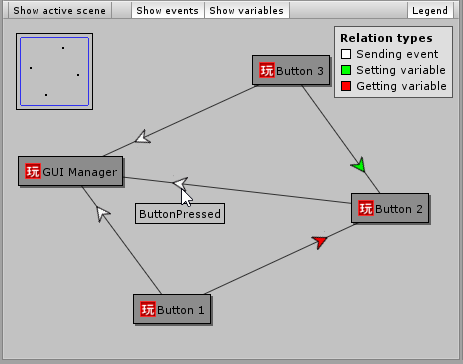 Show active scene
Show events
Show variables
Legend
Relation types
Sending event
Setting variable
Getting variable
玩 Button 3
玩 GUI Manager
ButtonPressed
玩 Button 2
玩 Button 1